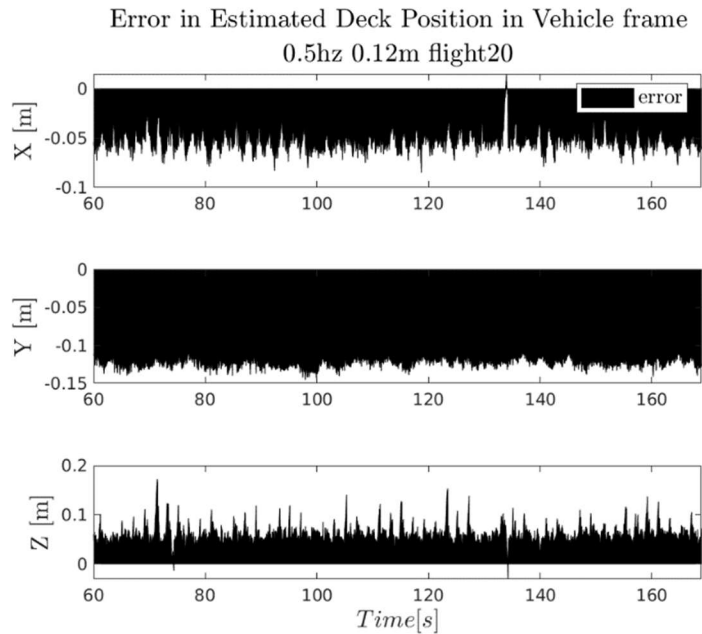 Error in Estimated Deck Position in Vehicle frame
0.5hz 0.12m flight20
error
X [m]
0
-0.05
-0.1
60 80 100 120 140 160
Y [m]
0
-0.05
-0.1
-0.15
60 80 100 120 140 160
Z [m]
0.2
0.1
0
60 80 100 120 140 160
Time[s]